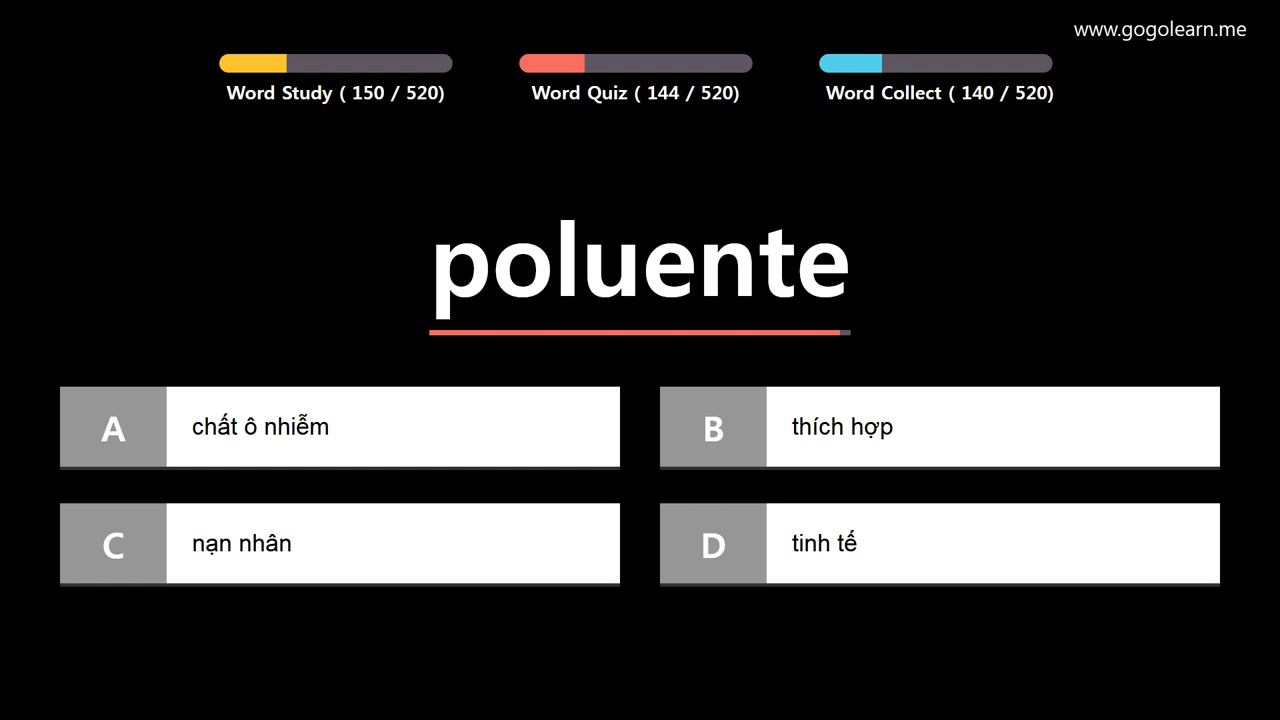 www.gogolearn.me
Word Study ( 150 / 520)
Word Quiz ( 144 / 520)
Word Collect ( 140 / 520)
poluente
A chất ô nhiễm
B thích hợp
C nạn nhân
D tinh tế